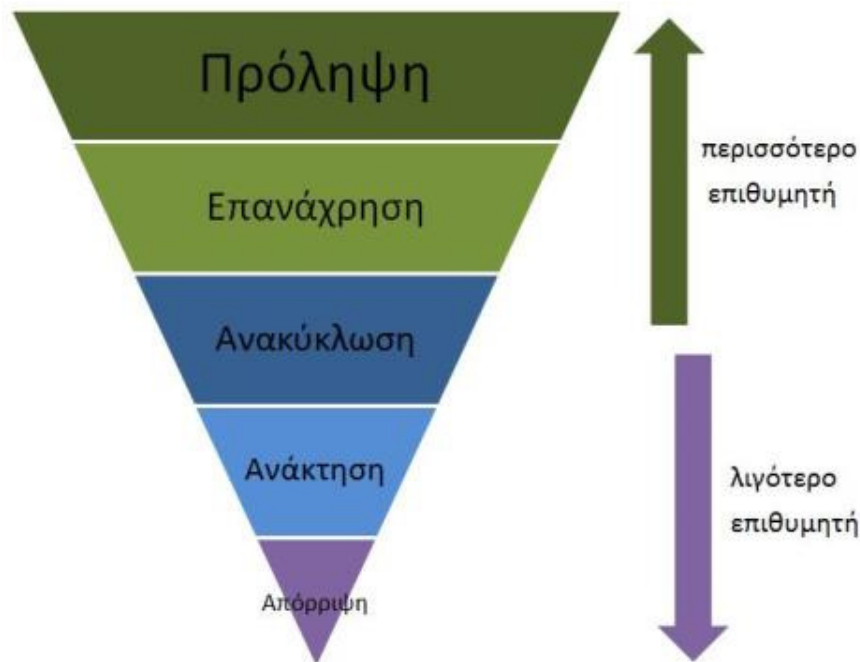 Πρόληψη
Επανάχρηση
Ανακύκλωση
Ανάκτηση
Απόρριψη
περισσότερο
επιθυμητή
λιγότερο
επιθυμητή